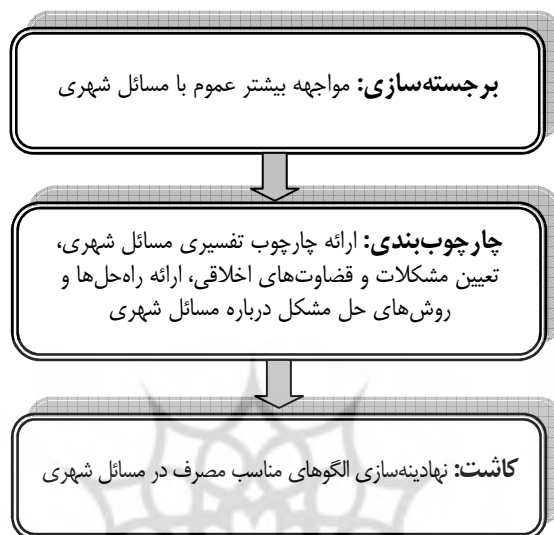 برجسته‌سازی: مواجهه بیشتر عموم با مسائل شهری
چارچوب‌بندی: ارائه چارچوب تفسیری مسائل شهری،
تعیین مشکلات و قضاوت‌های اخلاقی، ارائه راه‌حل‌ها و
روش‌های حل مشکل درباره مسائل شهری
کاشت: نهادینه‌سازی الگوهای مناسب مصرف در مسائل شهری